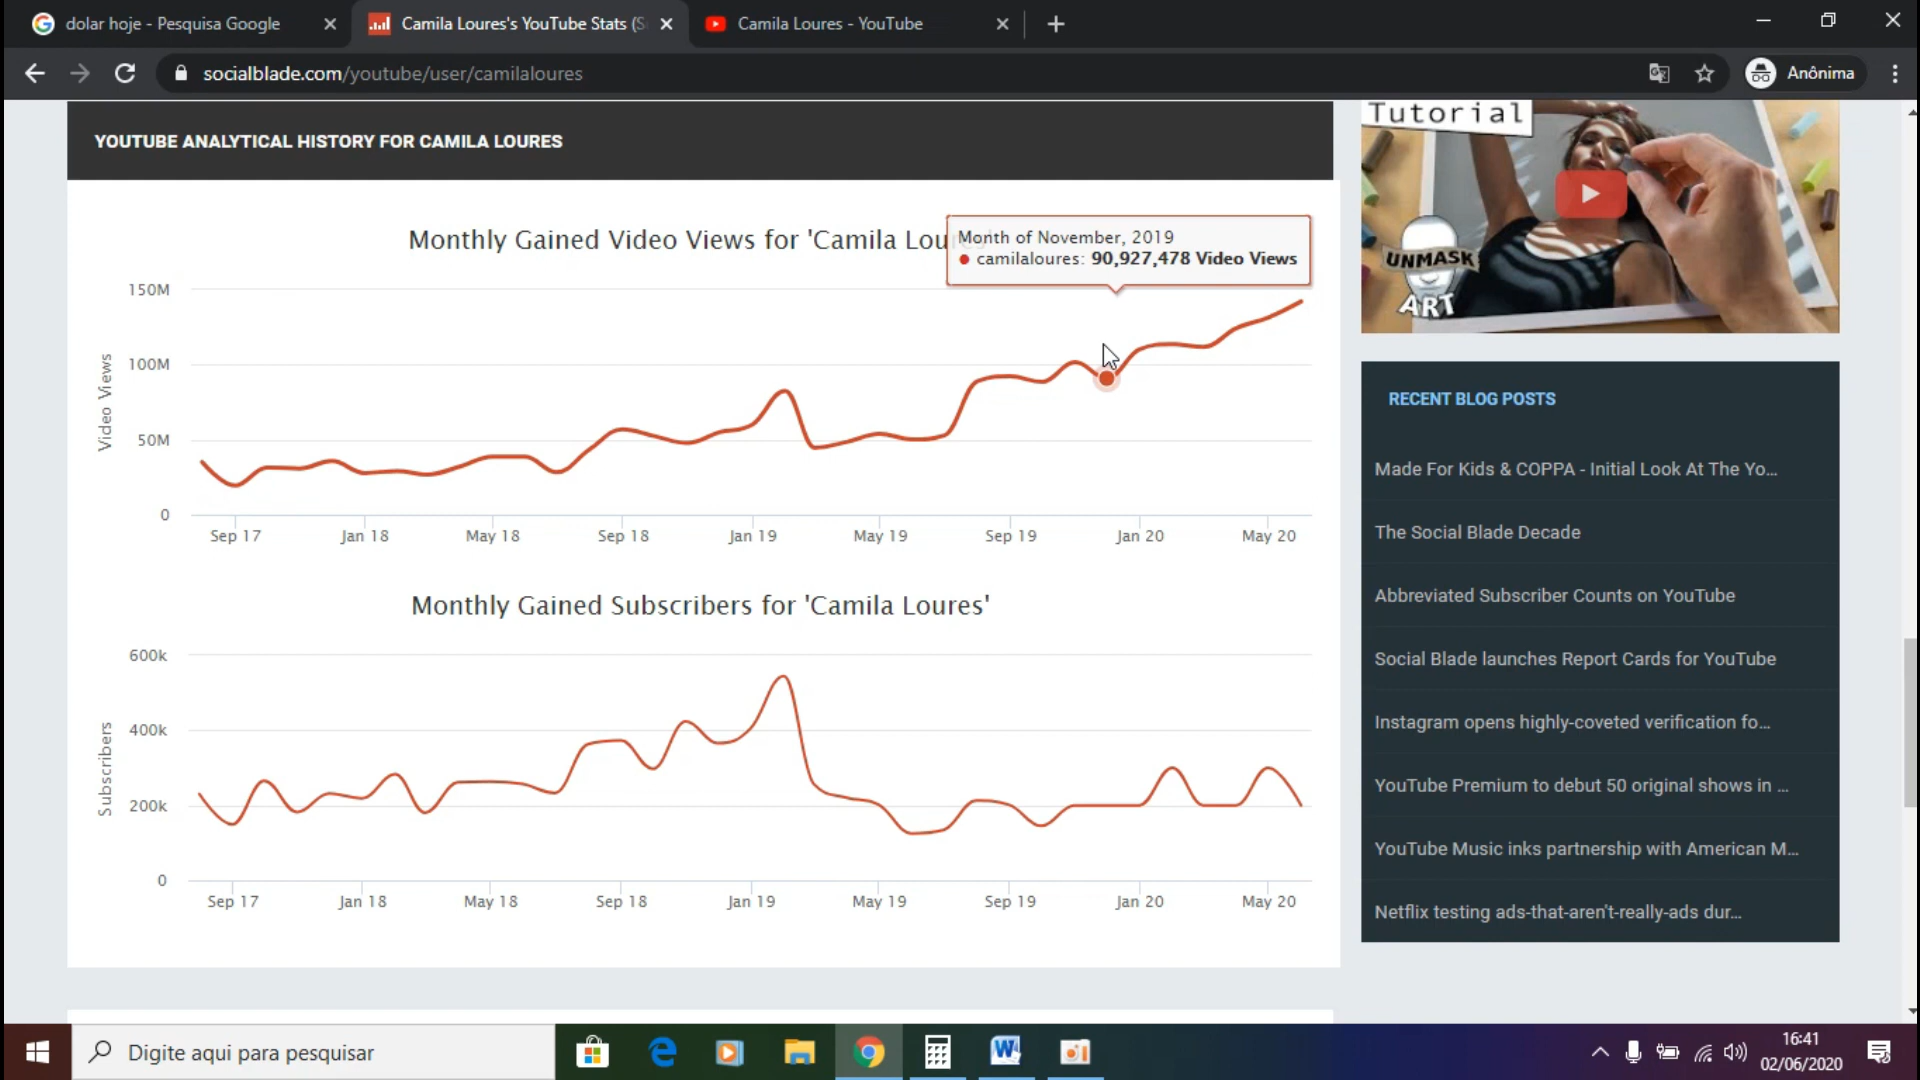 dolar hoje - Pesquisa Google
Camila Loures's YouTube Stats (S
Camila Loures - YouTube
socialblade.com/youtube/user/camilaloures
Anônima
YOUTUBE ANALYTICAL HISTORY FOR CAMILA LOURES
Monthly Gained Video Views for 'Camila Loures'
Month of November, 2019
camilaloures: 90,927,478 Video Views
150M
100M
50M
0
Video Views
Sep 17
Jan 18
May 18
Sep 18
Jan 19
May 19
Sep 19
Jan 20
May 20
Monthly Gained Subscribers for 'Camila Loures'
600k
400k
200k
0
Subscribers
Sep 17
Jan 18
May 18
Sep 18
Jan 19
May 19
Sep 19
Jan 20
May 20
Tutorial
UNMASK
ART
RECENT BLOG POSTS
Made For Kids & COPPA - Initial Look At The Yo...
The Social Blade Decade
Abbreviated Subscriber Counts on YouTube
Social Blade launches Report Cards for YouTube
Instagram opens highly-coveted verification fo...
YouTube Premium to debut 50 original shows in ...
YouTube Music inks partnership with American M...
Netflix testing ads-that-aren't-really-ads dur...
Digite aqui para pesquisar
16:41
02/06/2020